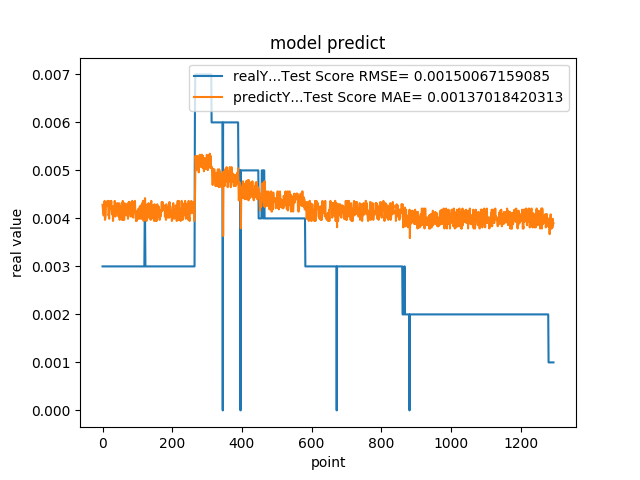 model predict
realY...Test Score RMSE= 0.00150067159085
predictY...Test Score MAE= 0.00137018420313
0.007
0.006
0.005
0.004
0.003
0.002
0.001
0.000
real value
0 200 400 600 800 1000 1200
point